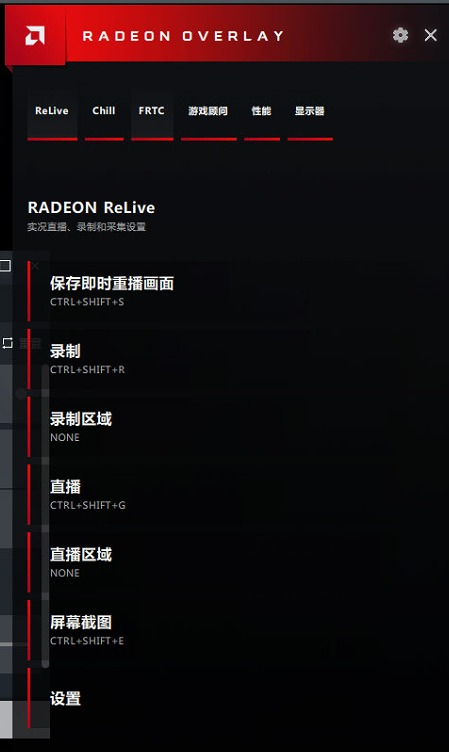 RADEON OVERLAY
ReLive Chill FRTC 游戏顾问 性能 显示器
RADEON ReLive
实况直播、录制和采集设置
保存即时重播画面
CTRL+SHIFT+S
录制
CTRL+SHIFT+R
录制区域
NONE
直播
CTRL+SHIFT+G
直播区域
NONE
屏幕截图
CTRL+SHIFT+E
设置